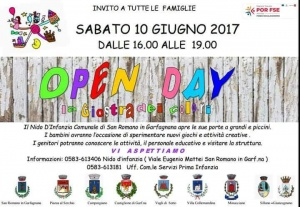 INVITO A TUTTE LE FAMIGLIE
POR FSE
SABATO 10 GIUGNO 2017
DALLE 16.00 ALLE 19.00
OPEN DAY
Il Nido D'Infanzia Comunale di San Romano in Garfagnana apre le sue porte a grandi e piccini.
I bambini avranno l'occasione di sperimentare nuovi giochi e attività creative.
I genitori potranno conoscere le attività, il personale educativo e visitare la struttura.
VI ASPETTIAMO
Informazioni: 0583-613406 Nido d'infanzia ( Viale Eugenio Mattei San Romano in Garf.na )
0583-613181 Uff. Com.le Servizi Prima Infanzia
San Romano in Garfagnana